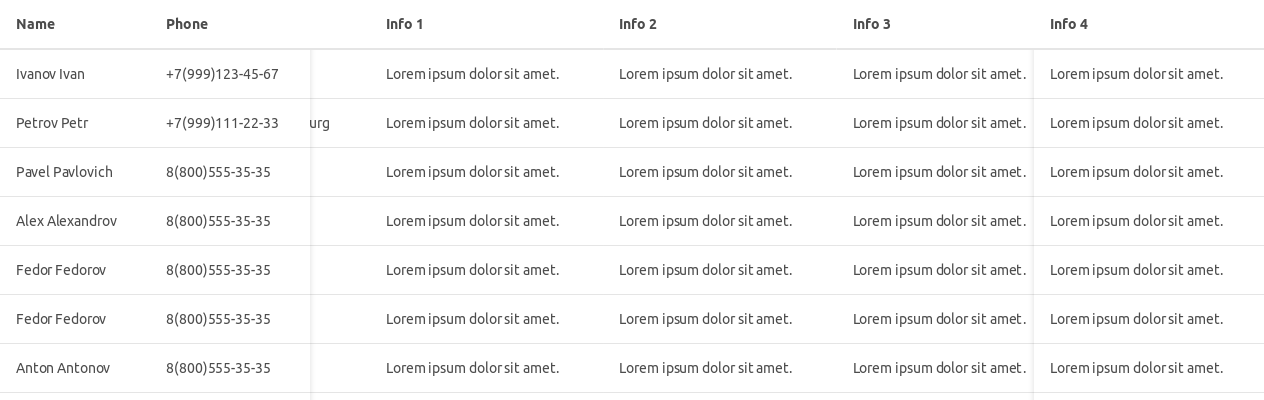 Name Phone Info 1 Info 2 Info 3 Info 4
Ivanov Ivan +7(999)123-45-67 Lorem ipsum dolor sit amet. Lorem ipsum dolor sit amet. Lorem ipsum dolor sit amet. Lorem ipsum dolor sit amet.
Petrov Petr +7(999)111-22-33 urg Lorem ipsum dolor sit amet. Lorem ipsum dolor sit amet. Lorem ipsum dolor sit amet. Lorem ipsum dolor sit amet.
Pavel Pavlovich 8(800)555-35-35 Lorem ipsum dolor sit amet. Lorem ipsum dolor sit amet. Lorem ipsum dolor sit amet. Lorem ipsum dolor sit amet.
Alex Alexandrov 8(800)555-35-35 Lorem ipsum dolor sit amet. Lorem ipsum dolor sit amet. Lorem ipsum dolor sit amet. Lorem ipsum dolor sit amet.
Fedor Fedorov 8(800)555-35-35 Lorem ipsum dolor sit amet. Lorem ipsum dolor sit amet. Lorem ipsum dolor sit amet. Lorem ipsum dolor sit amet.
Fedor Fedorov 8(800)555-35-35 Lorem ipsum dolor sit amet. Lorem ipsum dolor sit amet. Lorem ipsum dolor sit amet. Lorem ipsum dolor sit amet.
Anton Antonov 8(800)555-35-35 Lorem ipsum dolor sit amet. Lorem ipsum dolor sit amet. Lorem ipsum dolor sit amet. Lorem ipsum dolor sit amet.